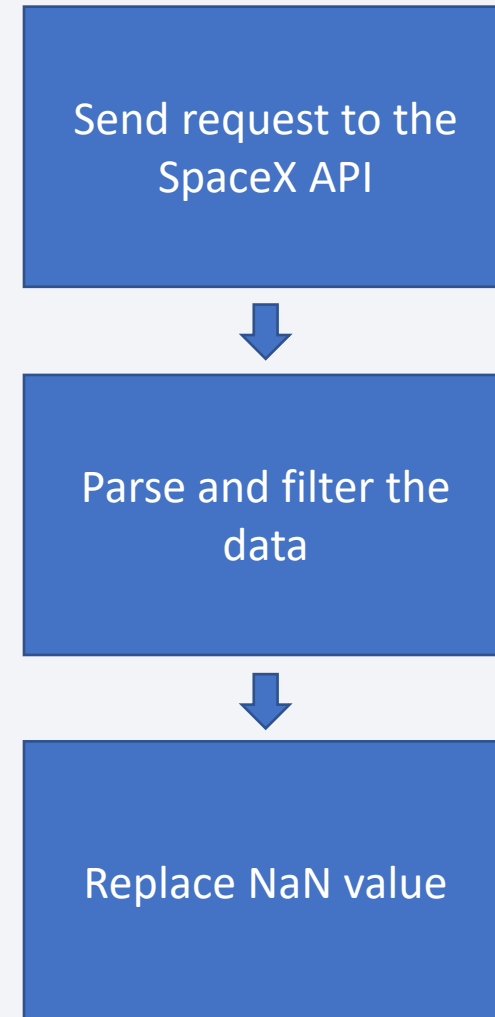 Send request to the
SpaceX API
Parse and filter the
data
Replace NaN value